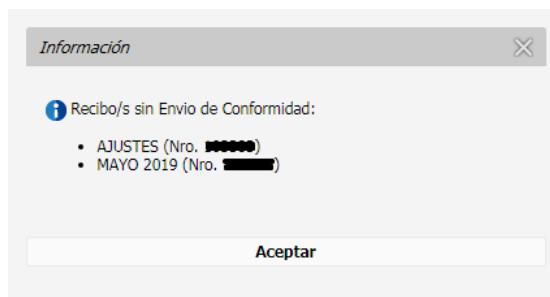 Información
Recibo/s sin Envio de Conformidad:
• AJUSTES (Nro. )
• MAYO 2019 (Nro. )
Aceptar